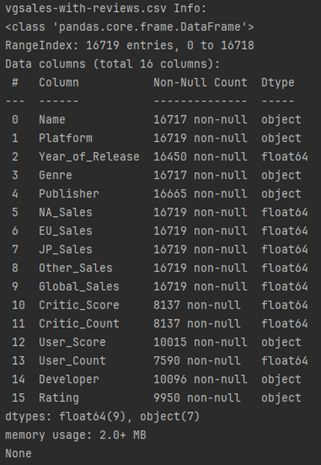 vgsales-with-reviews.csv Info:
<class 'pandas.core.frame.DataFrame'>
RangeIndex: 16719 entries, 0 to 16718
Data columns (total 16 columns):
 #   Column           Non-Null Count  Dtype
---  ------           --------------  -----
 0   Name             16717 non-null  object
 1   Platform         16719 non-null  object
 2   Year_of_Release  16450 non-null  float64
 3   Genre            16717 non-null  object
 4   Publisher        16665 non-null  object
 5   NA_Sales         16719 non-null  float64
 6   EU_Sales         16719 non-null  float64
 7   JP_Sales         16719 non-null  float64
 8   Other_Sales      16719 non-null  float64
 9   Global_Sales     16719 non-null  float64
 10  Critic_Score     8137 non-null   float64
 11  Critic_Count     8137 non-null   float64
 12  User_Score       10015 non-null  object
 13  User_Count       7590 non-null   float64
 14  Developer        10096 non-null  object
 15  Rating           9950 non-null   object
dtypes: float64(9), object(7)
memory usage: 2.0+ MB
None